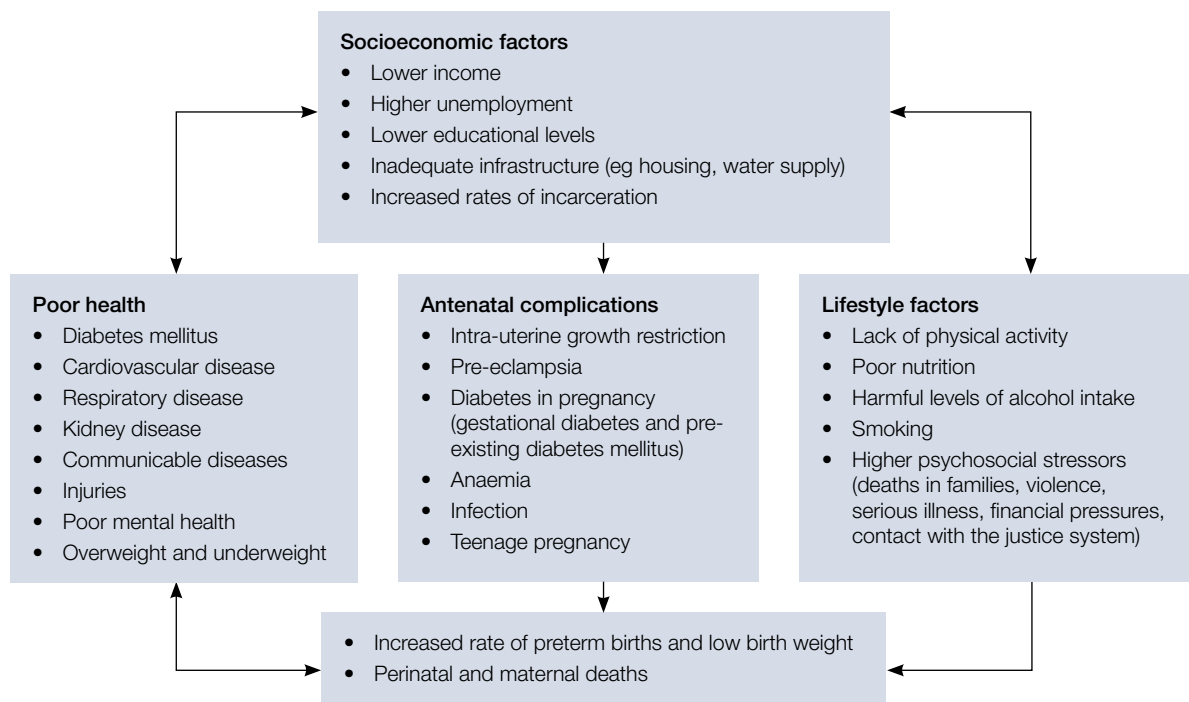 Socioeconomic factors
• Lower income
• Higher unemployment
• Lower educational levels
• Inadequate infrastructure (eg housing, water supply)
• Increased rates of incarceration
Poor health
• Diabetes mellitus
• Cardiovascular disease
• Respiratory disease
• Kidney disease
• Communicable diseases
• Injuries
• Poor mental health
• Overweight and underweight
Antenatal complications
• Intra-uterine growth restriction
• Pre-eclampsia
• Diabetes in pregnancy
(gestational diabetes and pre-
existing diabetes mellitus)
• Anaemia
• Infection
• Teenage pregnancy
Lifestyle factors
• Lack of physical activity
• Poor nutrition
• Harmful levels of alcohol intake
• Smoking
• Higher psychosocial stressors
(deaths in families, violence,
serious illness, financial pressures,
contact with the justice system)
• Increased rate of preterm births and low birth weight
• Perinatal and maternal deaths